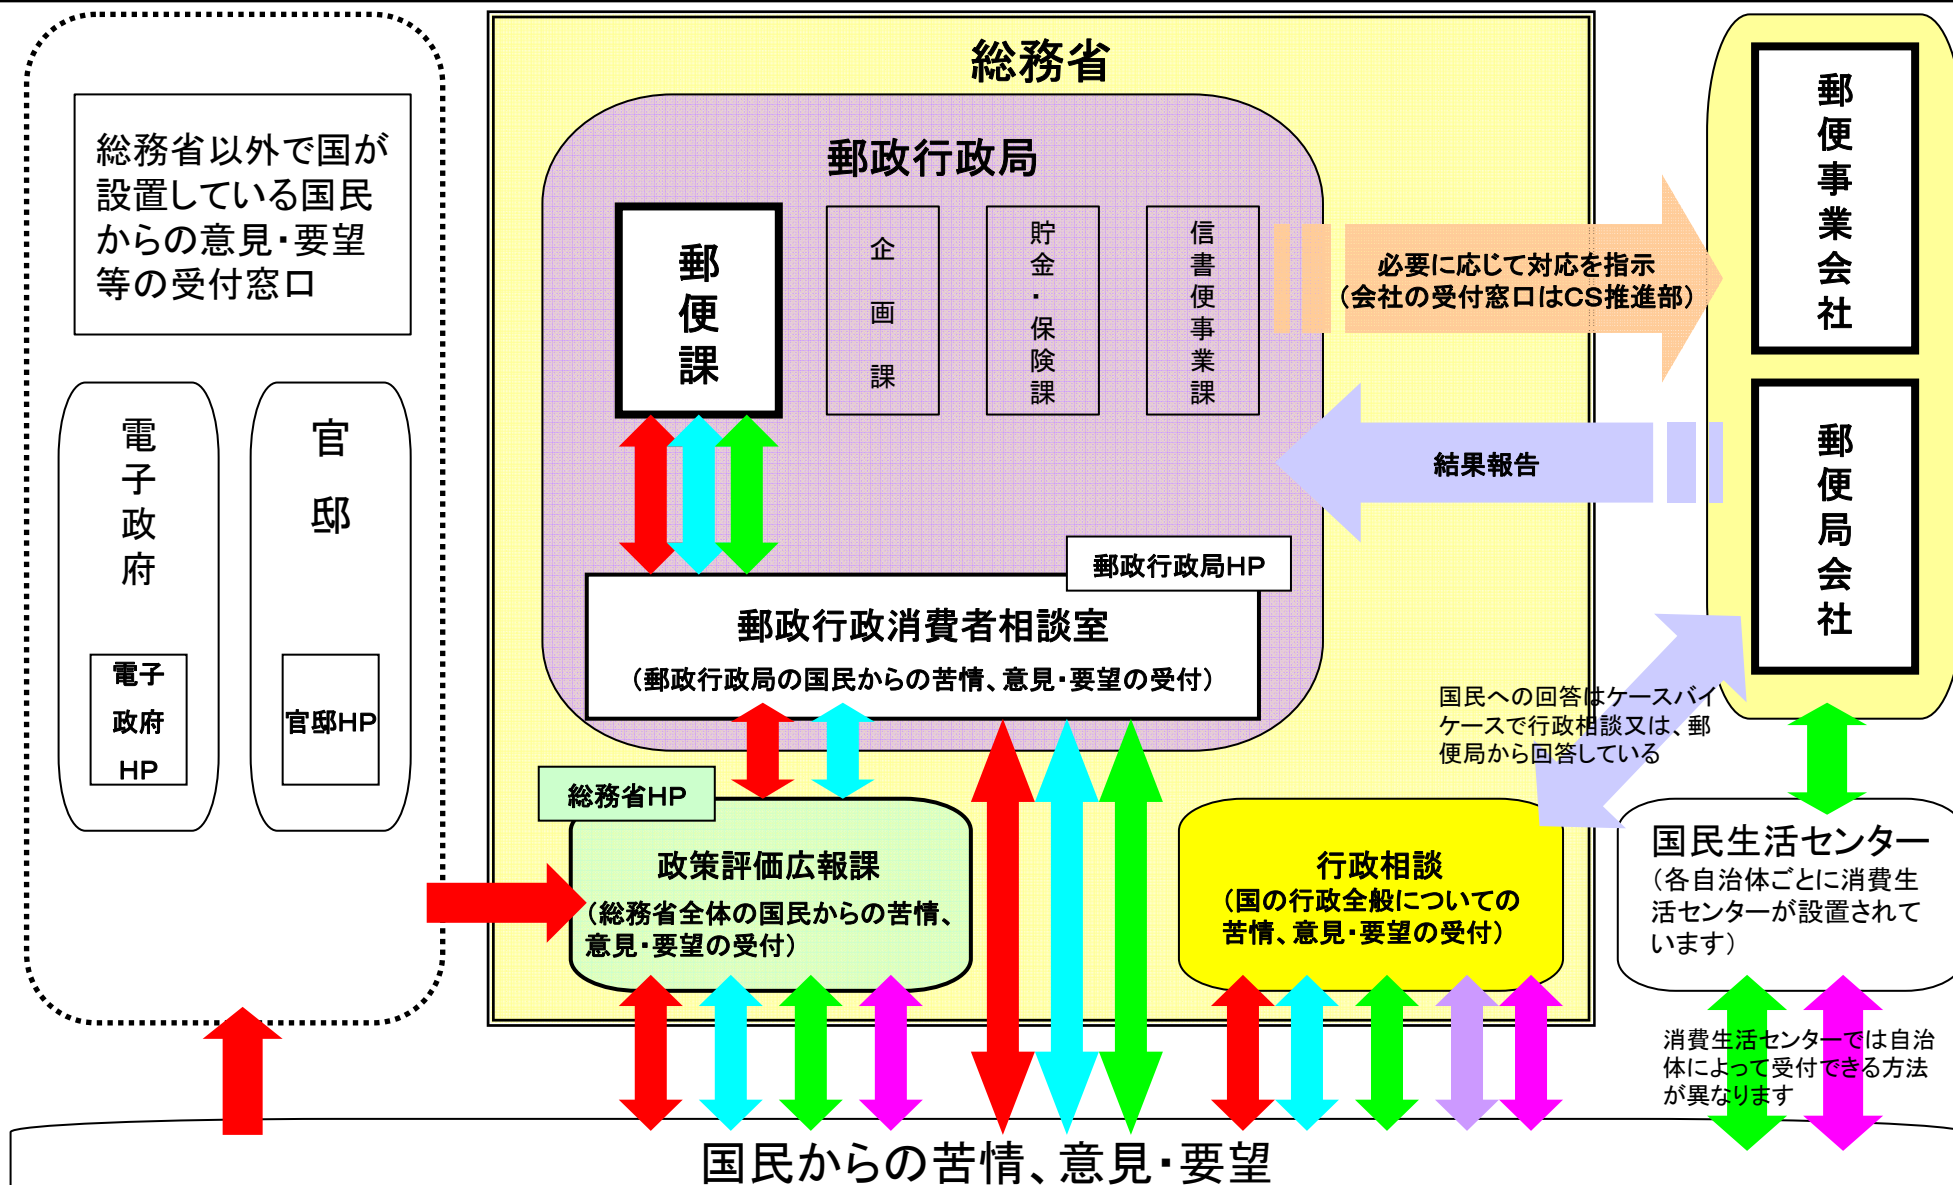 総務省
総務省以外で国が
設置している国民
からの意見・要望
等の受付窓口
電子政府
電子
政府
HP
官邸
官邸HP
郵政行政局
郵便課
企画課
貯金・保険課
信書便事業課
必要に応じて対応を指示
(会社の受付窓口はCS推進部)
結果報告
郵便事業会社
郵便局会社
郵政行政局HP
郵政行政消費者相談室
(郵政行政局の国民からの苦情、意見・要望の受付)
国民への回答はケースバイ
ケースで行政相談又は、郵
便局から回答している
総務省HP
政策評価広報課
(総務省全体の国民からの苦情、
意見・要望の受付)
行政相談
(国の行政全般についての
苦情、意見・要望の受付)
国民生活センター
(各自治体ごとに消費生
活センターが設置されて
います)
消費生活センターでは自治
体によって受付できる方法
が異なります
国民からの苦情、意見・要望